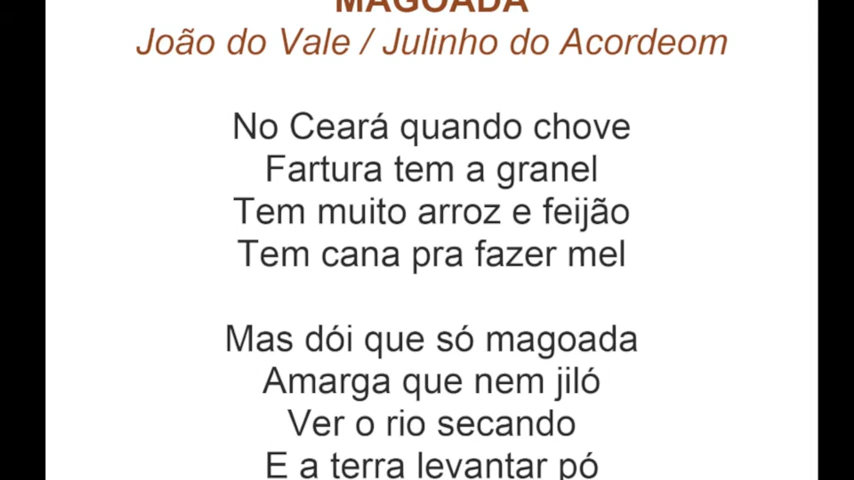 MAGOADA
João do Vale / Julinho do Acordeom
No Ceará quando chove
Fartura tem a granel
Tem muito arroz e feijão
Tem cana pra fazer mel
Mas dói que só magoada
Amarga que nem jiló
Ver o rio secando
E a terra levantar pó